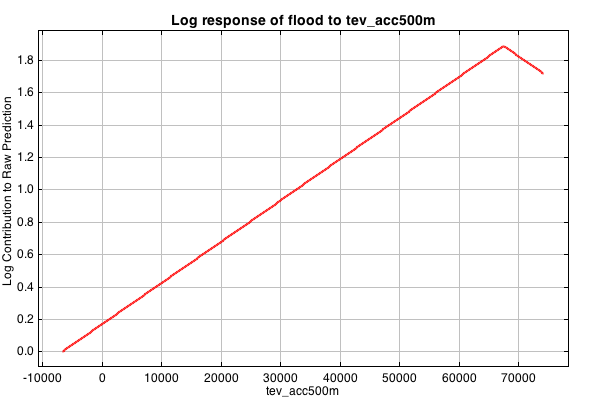 Log response of flood to tev_acc500m
Log Contribution to Raw Prediction
1.8
1.6
1.4
1.2
1.0
0.8
0.6
0.4
0.2
0.0
-10000 0 10000 20000 30000 40000 50000 60000 70000
tev_acc500m